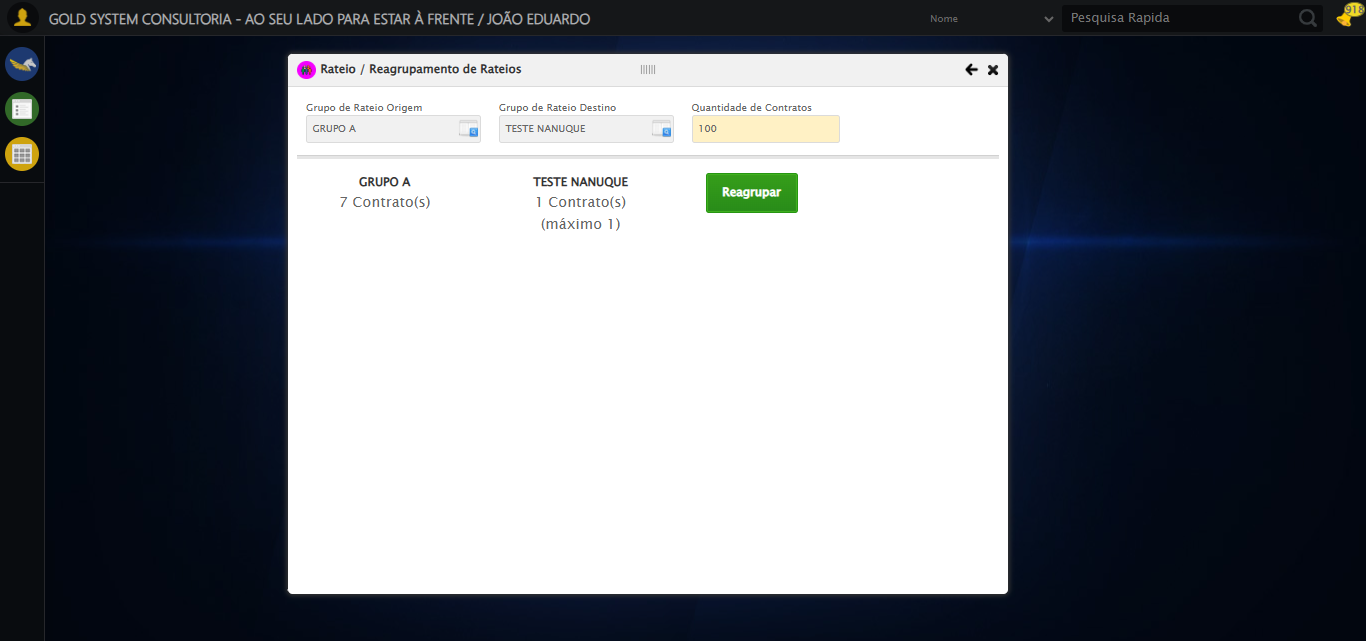 GOLD SYSTEM CONSULTORIA - AO SEU LADO PARA ESTAR À FRENTE / JOÃO EDUARDO
Nome
Pesquisa Rapida
918
Rateio / Reagrupamento de Rateios
Grupo de Rateio Origem
Grupo de Rateio Destino
Quantidade de Contratos
GRUPO A
TESTE NANUQUE
100
GRUPO A
7 Contrato(s)
TESTE NANUQUE
1 Contrato(s)
(máximo 1)
Reagrupar